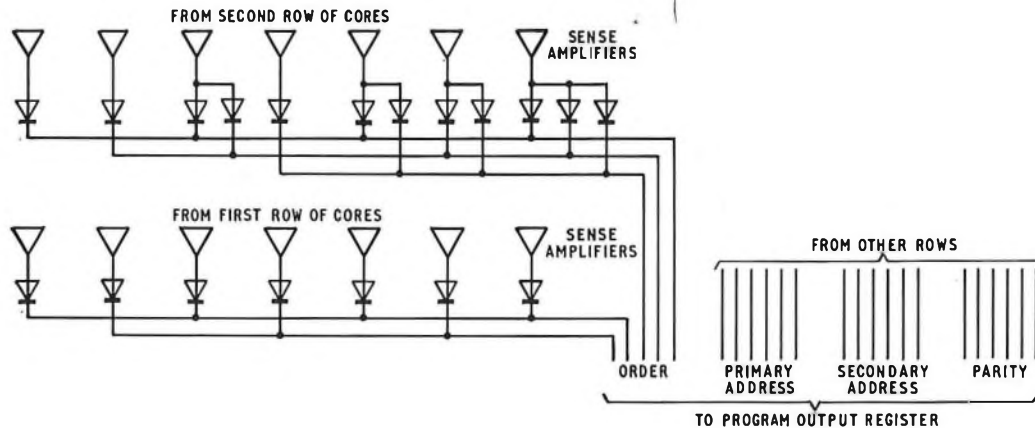 FROM SECOND ROW OF CORES
SENSE
AMPLIFIERS
FROM FIRST ROW OF CORES
SENSE
AMPLIFIERS
FROM OTHER ROWS
ORDER
PRIMARY
ADDRESS
SECONDARY
ADDRESS
PARITY
TO PROGRAM OUTPUT REGISTER